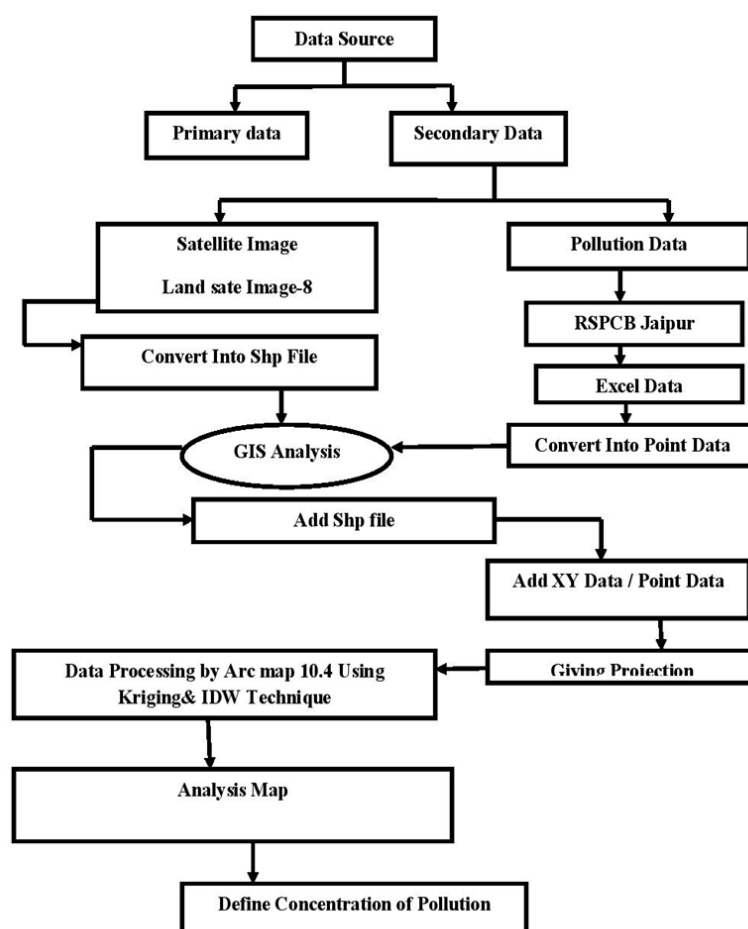 Data Source
Primary data
Secondary Data
Satellite Image
Land sate Image-8
Pollution Data
RSPCB Jaipur
Convert Into Shp File
Excel Data
GIS Analysis
Convert Into Point Data
Add Shp file
Add XY Data / Point Data
Giving Projection
Data Processing by Arc map 10.4 Using
Kriging& IDW Technique
Analysis Map
Define Concentration of Pollution